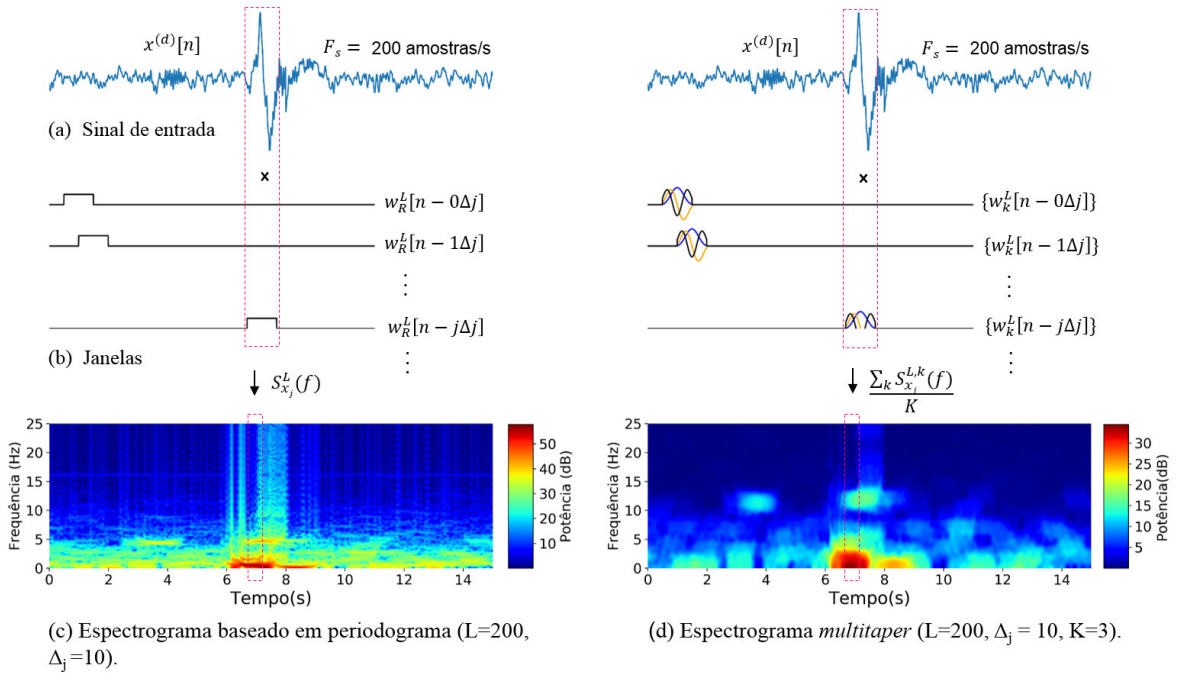 x^(d)[n]
F_s = 200 amostras/s
(a) Sinal de entrada
×
w_R^L[n − 0Δj]
w_R^L[n − 1Δj]
⋮
w_R^L[n − jΔj]
(b) Janelas
⋮
S_{x_j}^L(f)
25
20
15
10
5
0
Frequência (Hz)
0 2 4 6 8 10 12 14
Tempo(s)
50
40
30
20
10
Potência (dB)
(c) Espectrograma baseado em periodograma (L=200,
Δ_j =10).
x^(d)[n]
F_s = 200 amostras/s
×
{w_k^L[n − 0Δj]}
{w_k^L[n − 1Δj]}
⋮
{w_k^L[n − jΔj]}
⋮
∑_k S_{x_j}^{L,k}(f)
K
25
20
15
10
5
0
Frequência (Hz)
0 2 4 6 8 10 12 14
Tempo(s)
30
25
20
15
10
5
Potência(dB)
(d) Espectrograma multitaper (L=200, Δ_j = 10, K=3).